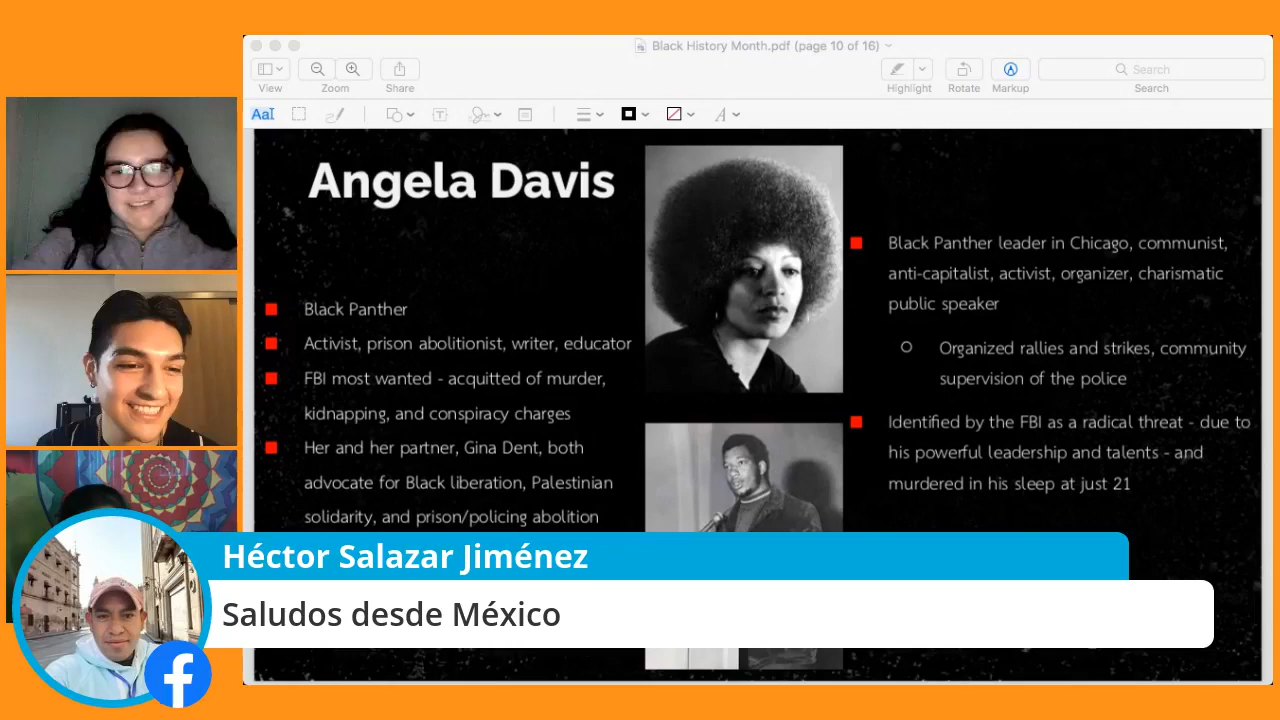 Black History Month.pdf (page 10 of 16)
View
Zoom
Share
Highlight
Rotate
Markup
Search
Search
AaI
T
A
Angela Davis
Black Panther
Activist, prison abolitionist, writer, educator
FBI most wanted - acquitted of murder,
kidnapping, and conspiracy charges
Her and her partner, Gina Dent, both
advocate for Black liberation, Palestinian
solidarity, and prison/policing abolition
Black Panther leader in Chicago, communist,
anti-capitalist, activist, organizer, charismatic
public speaker
Organized rallies and strikes, community
supervision of the police
Identified by the FBI as a radical threat - due to
his powerful leadership and talents - and
murdered in his sleep at just 21
Héctor Salazar Jiménez
Saludos desde México
f